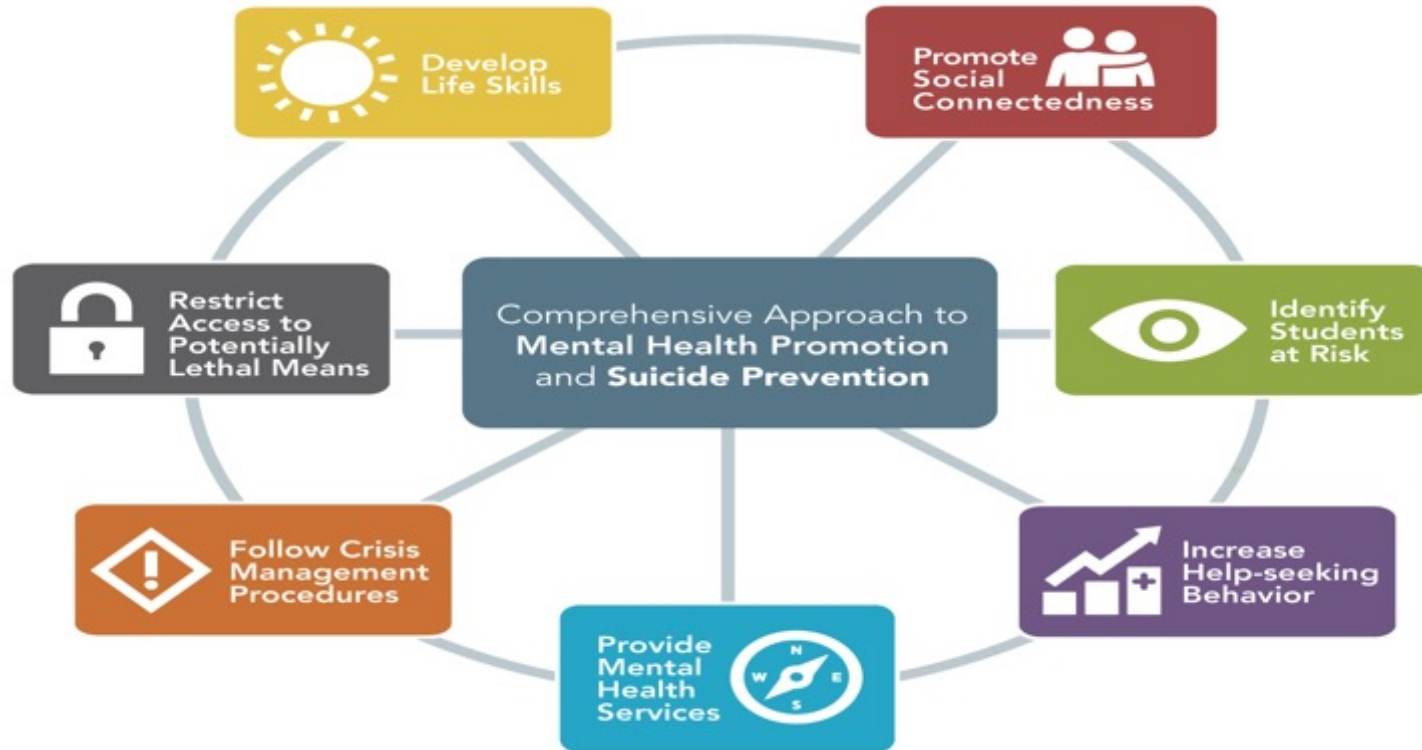 Develop
Life Skills
Promote
Social
Connectedness
Restrict
Access to
Potentially
Lethal Means
Comprehensive Approach to
Mental Health Promotion
and Suicide Prevention
Identify
Students
at Risk
Follow Crisis
Management
Procedures
Increase
Help-seeking
Behavior
Provide
Mental
Health
Services
N
W E
S